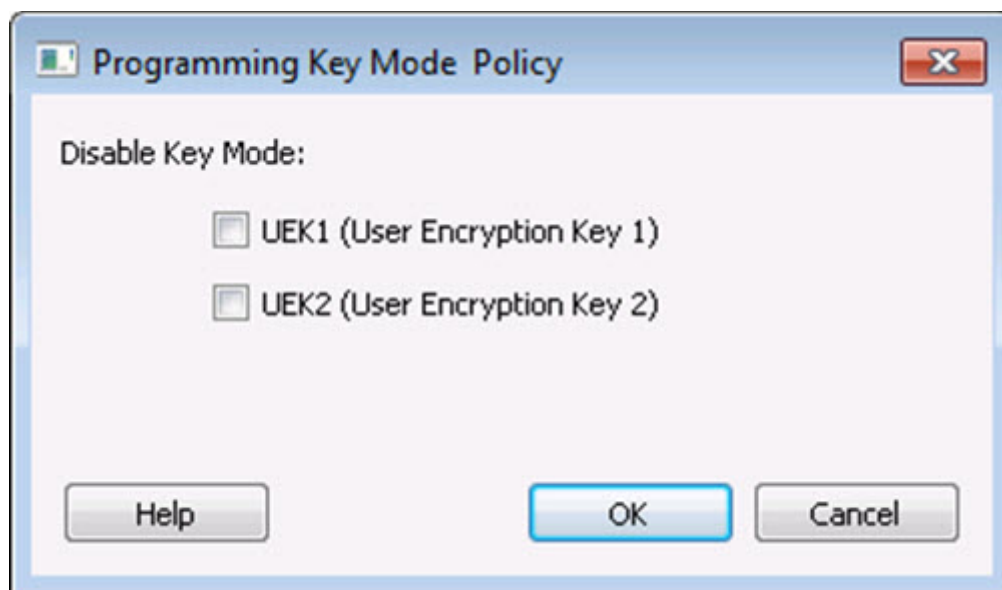 Programming Key Mode Policy
Disable Key Mode:
UEK1 (User Encryption Key 1)
UEK2 (User Encryption Key 2)
Help OK Cancel